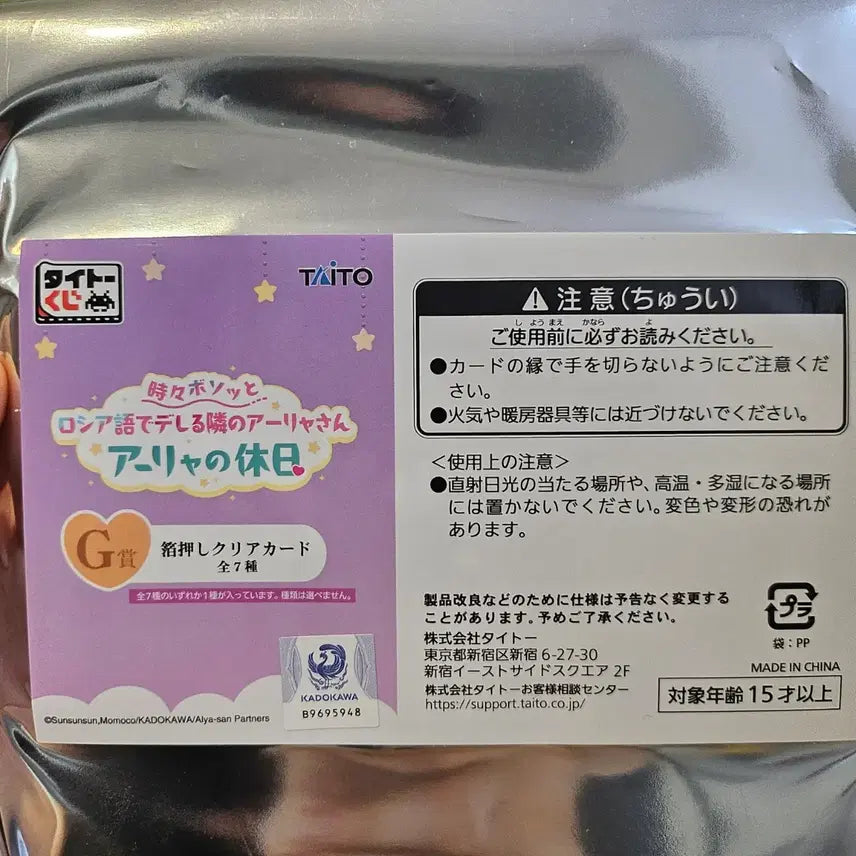 タイトー
くじ
TAITO
時々ボソッと
ロシア語でデレる隣のアーリャさん
アーリャの休日
G賞
箔押しクリアカード
全7種
全7種のいずれか1種が入っています。種類は選べません。
KADOKAWA
B9695948
©Sunsunsun,Momoco/KADOKAWA/Alya-san Partners
注意(ちゅうい)
しようまえ かなら よ
ご使用前に必ずお読みください。
●カードの縁で手を切らないようにご注意くだ
さい。
●火気や暖房器具等には近づけないでください。
<使用上の注意>
●直射日光の当たる場所や、高温・多湿になる場所
には置かないでください。変色や変形の恐れが
あります。
製品改良などのために仕様は予告なく変更する
ことがあります。予めご了承ください。
株式会社タイトー
東京都新宿区新宿 6-27-30
新宿イーストサイドスクエア 2F
株式会社タイトーお客様相談センター
https://support.taito.co.jp/
プラ
袋：PP
MADE IN CHINA
対象年齢15才以上